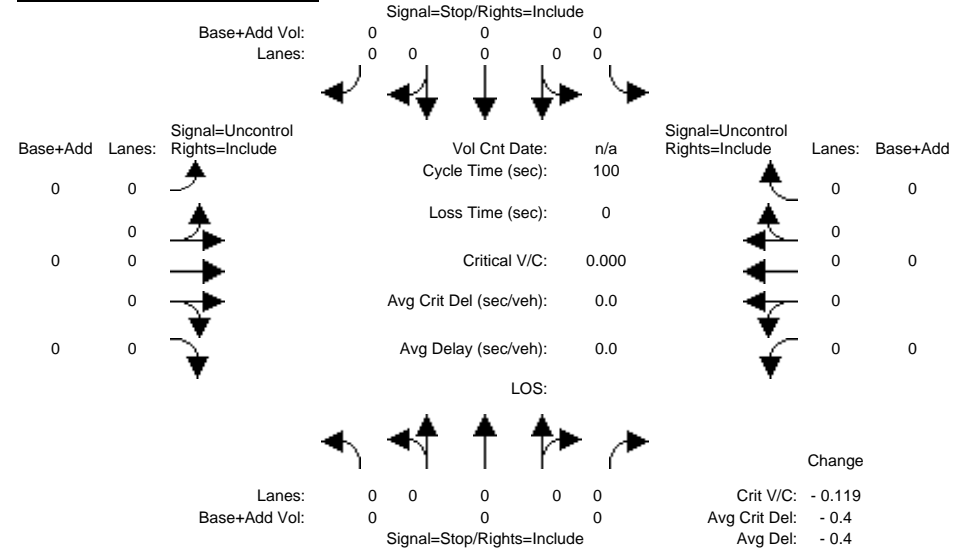 Signal=Stop/Rights=Include
Base+Add Vol: 0 0 0
Lanes: 0 0 0 0 0
Signal=Uncontrol
Base+Add Lanes: Rights=Include
Vol Cnt Date: n/a
Signal=Uncontrol
Rights=Include Lanes: Base+Add
Cycle Time (sec): 100
0 0
0 0
Loss Time (sec): 0
0
0
0 0
Critical V/C: 0.000
0 0
0
Avg Crit Del (sec/veh): 0.0
0
0 0
Avg Delay (sec/veh): 0.0
0 0
LOS:
Lanes: 0 0 0 0 0
Base+Add Vol: 0 0 0
Signal=Stop/Rights=Include
Change
Crit V/C: - 0.119
Avg Crit Del: - 0.4
Avg Del: - 0.4